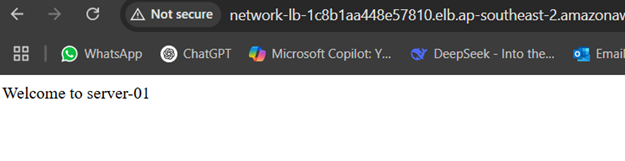 Not secure network-lb-1c8b1aa448e57810.elb.ap-southeast-2.amazonaw
WhatsApp ChatGPT Microsoft Copilot: Y... DeepSeek - Into the... Email
Welcome to server-01